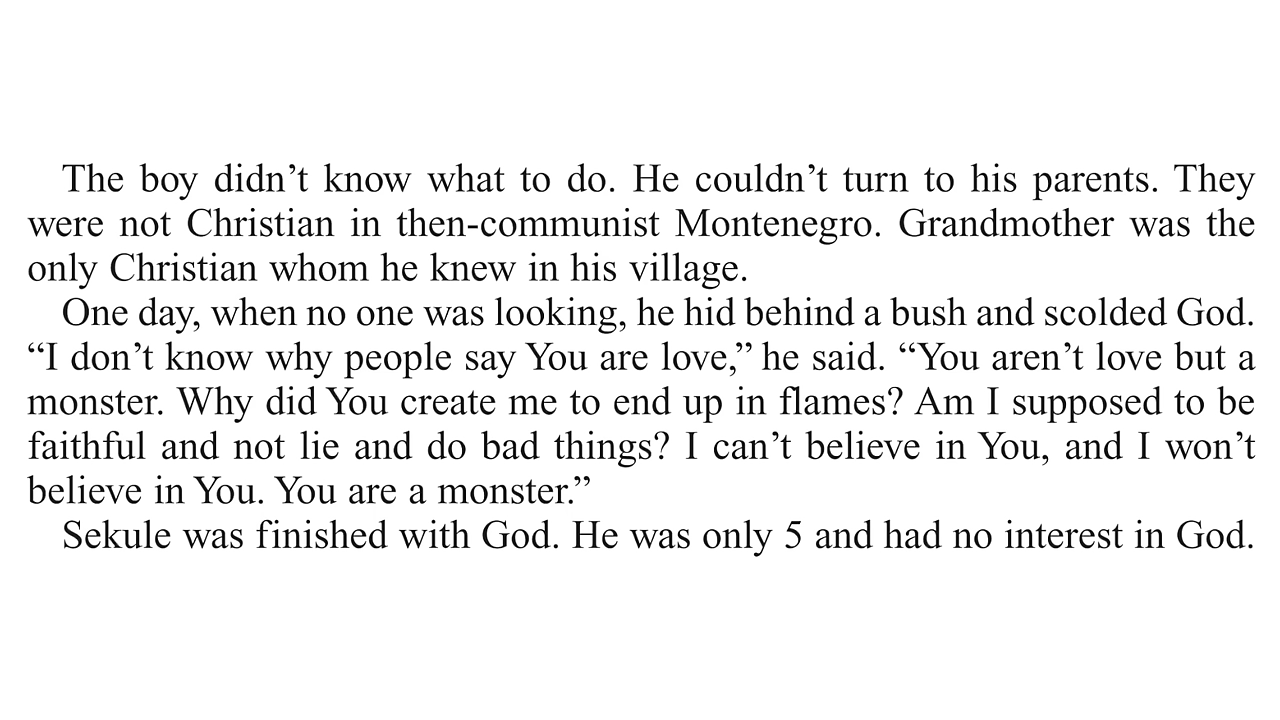 The boy didn’t know what to do. He couldn’t turn to his parents. They
were not Christian in then-communist Montenegro. Grandmother was the
only Christian whom he knew in his village.
One day, when no one was looking, he hid behind a bush and scolded God.
“I don’t know why people say You are love,” he said. “You aren’t love but a
monster. Why did You create me to end up in flames? Am I supposed to be
faithful and not lie and do bad things? I can’t believe in You, and I won’t
believe in You. You are a monster.”
Sekule was finished with God. He was only 5 and had no interest in God.